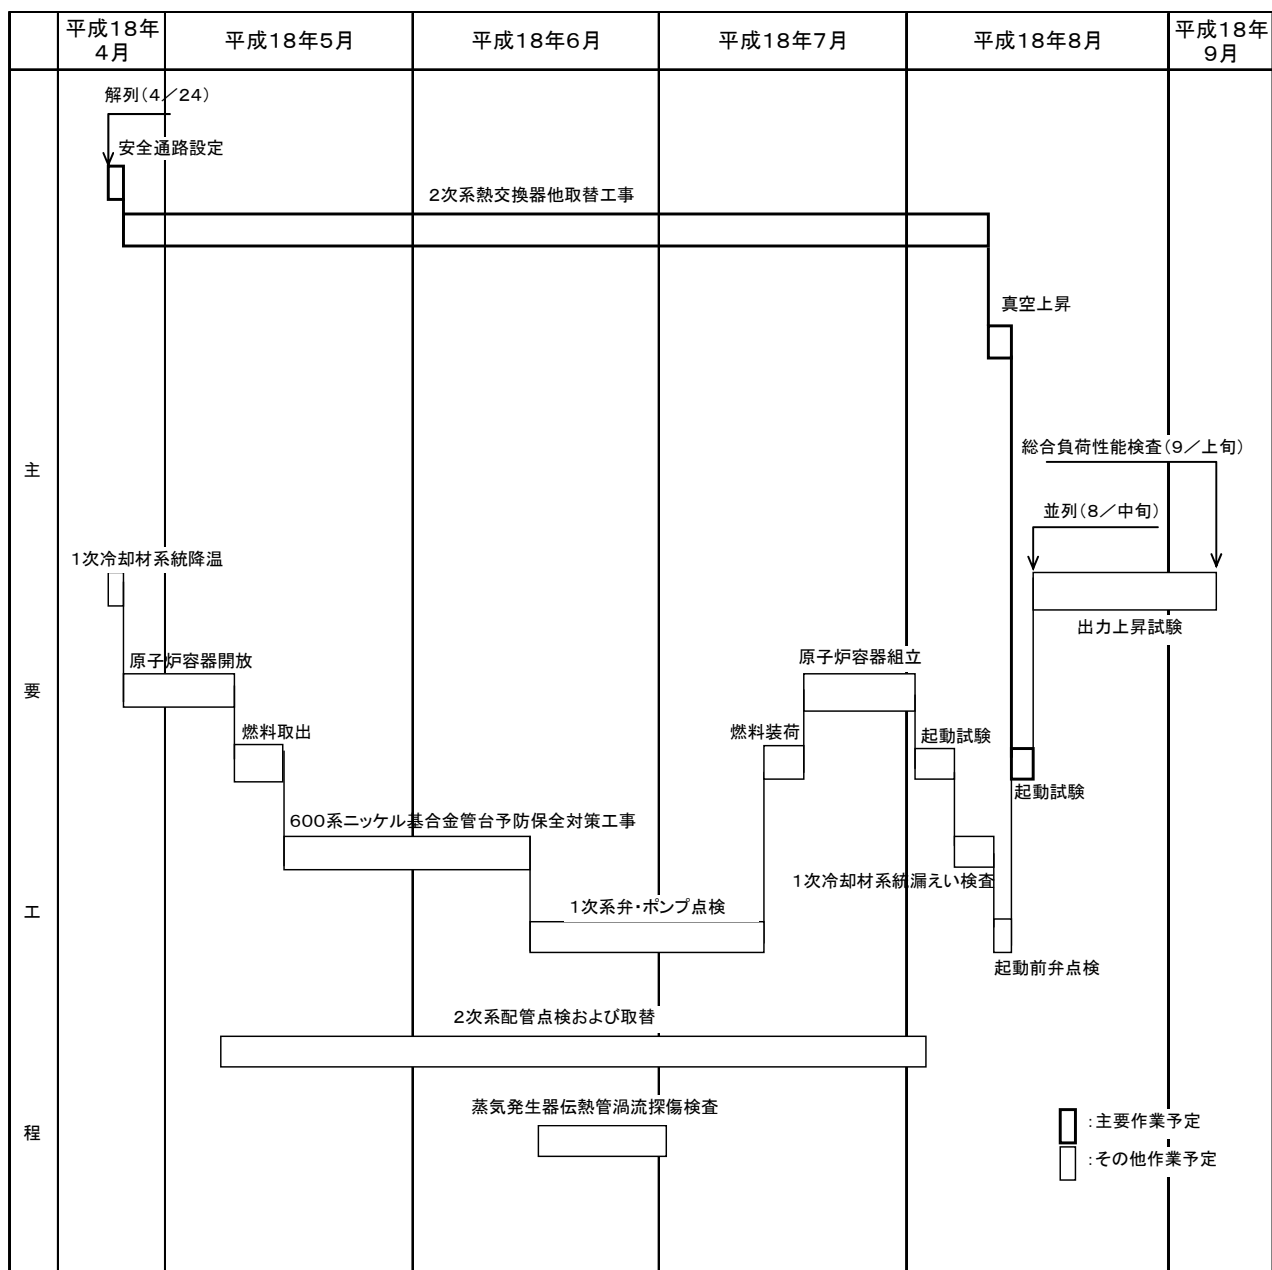 平成18年
4月
平成18年5月
平成18年6月
平成18年7月
平成18年8月
平成18年
9月
主
要
工
程
解列(4／24)
安全通路設定
2次系熱交換器他取替工事
真空上昇
総合負荷性能検査(9／上旬)
並列(8／中旬)
1次冷却材系統降温
出力上昇試験
原子炉容器開放
原子炉容器組立
燃料取出
燃料装荷
起動試験
起動試験
600系ニッケル基合金管台予防保全対策工事
1次冷却材系統漏えい検査
1次系弁・ポンプ点検
起動前弁点検
2次系配管点検および取替
蒸気発生器伝熱管渦流探傷検査
:主要作業予定
:その他作業予定